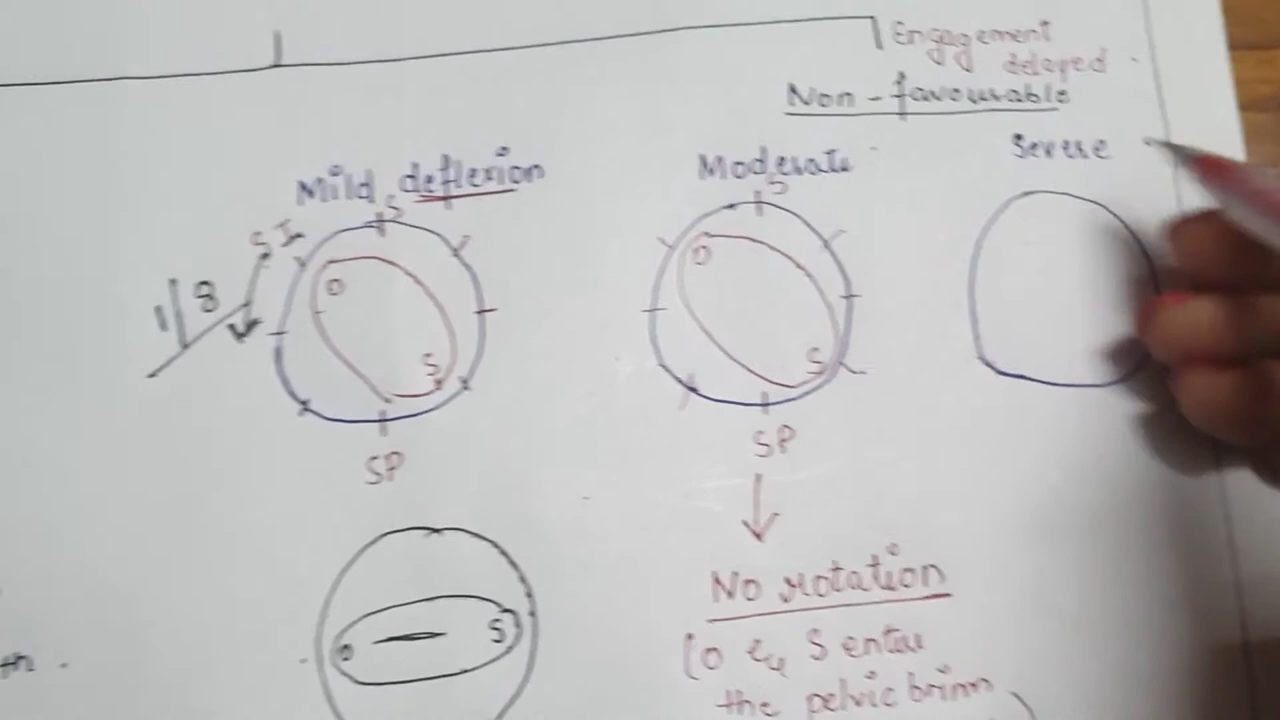 Engagement
delayed
Non-favourable
Mild deflexion
Moderate
Severe
S
S
SI
1/8
O
S
O
S
SP
SP
No rotation
O
S
(O & S enter
the pelvic brim
th.